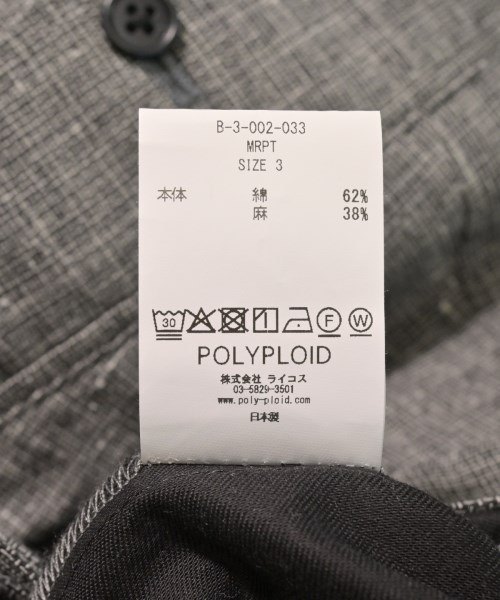 B-3-002-033
MRPT
SIZE 3
本体 綿 62%
麻 38%
30 F W
POLYPLOID
株式会社 ライコス
03-5829-3501
www.poly-ploid.com
日本製